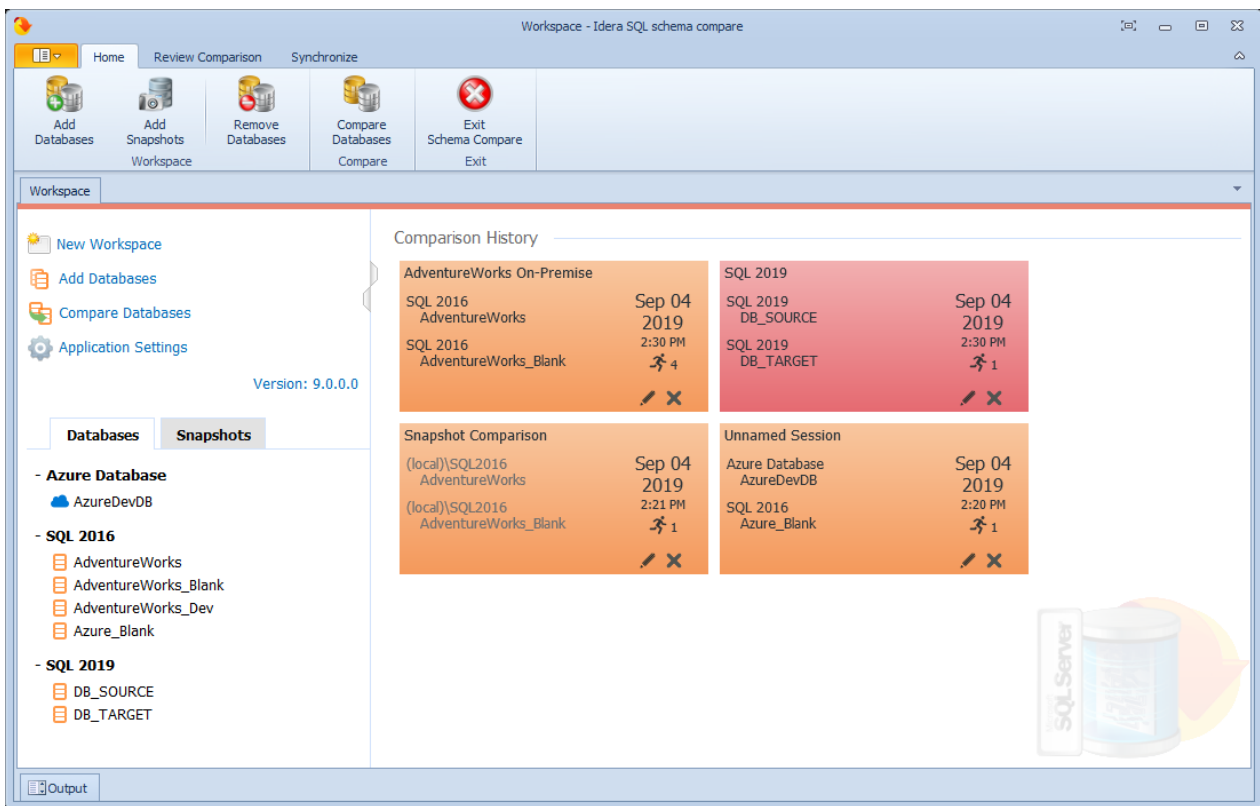 Workspace - Idera SQL schema compare
Home
Review Comparison
Synchronize
Add
Databases
Add
Snapshots
Remove
Databases
Compare
Databases
Exit
Schema Compare
Workspace
Compare
Exit
Workspace
New Workspace
Add Databases
Compare Databases
Application Settings
Version: 9.0.0.0
Databases
Snapshots
- Azure Database
AzureDevDB
- SQL 2016
AdventureWorks
AdventureWorks_Blank
AdventureWorks_Dev
Azure_Blank
- SQL 2019
DB_SOURCE
DB_TARGET
Comparison History
AdventureWorks On-Premise
SQL 2016
AdventureWorks
SQL 2016
AdventureWorks_Blank
Sep 04
2019
2:30 PM
4
SQL 2019
SQL 2019
DB_SOURCE
SQL 2019
DB_TARGET
Sep 04
2019
2:30 PM
1
Snapshot Comparison
(local)\SQL2016
AdventureWorks
(local)\SQL2016
AdventureWorks_Blank
Sep 04
2019
2:21 PM
1
Unnamed Session
Azure Database
AzureDevDB
SQL 2016
Azure_Blank
Sep 04
2019
2:20 PM
1
Microsoft
SQL Server
Output